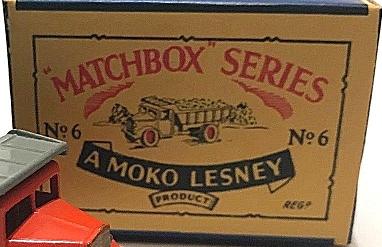 "MATCHBOX" SERIES
Nº 6 Nº 6
A MOKO LESNEY
PRODUCT
REGD